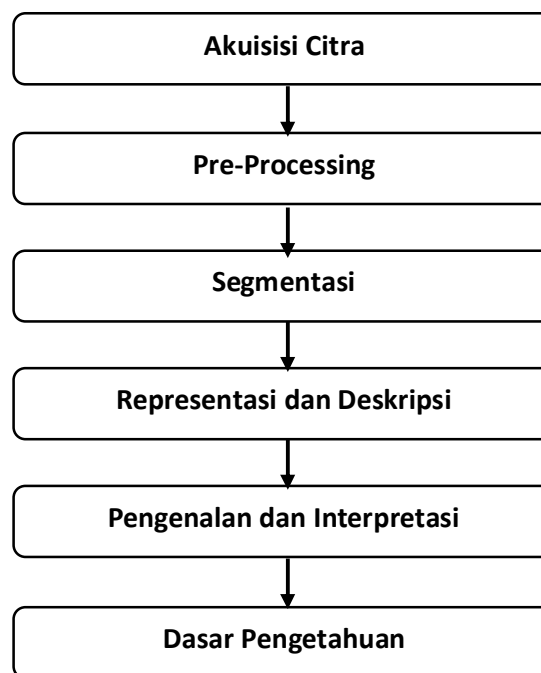 Akuisisi Citra
Pre-Processing
Segmentasi
Representasi dan Deskripsi
Pengenalan dan Interpretasi
Dasar Pengetahuan